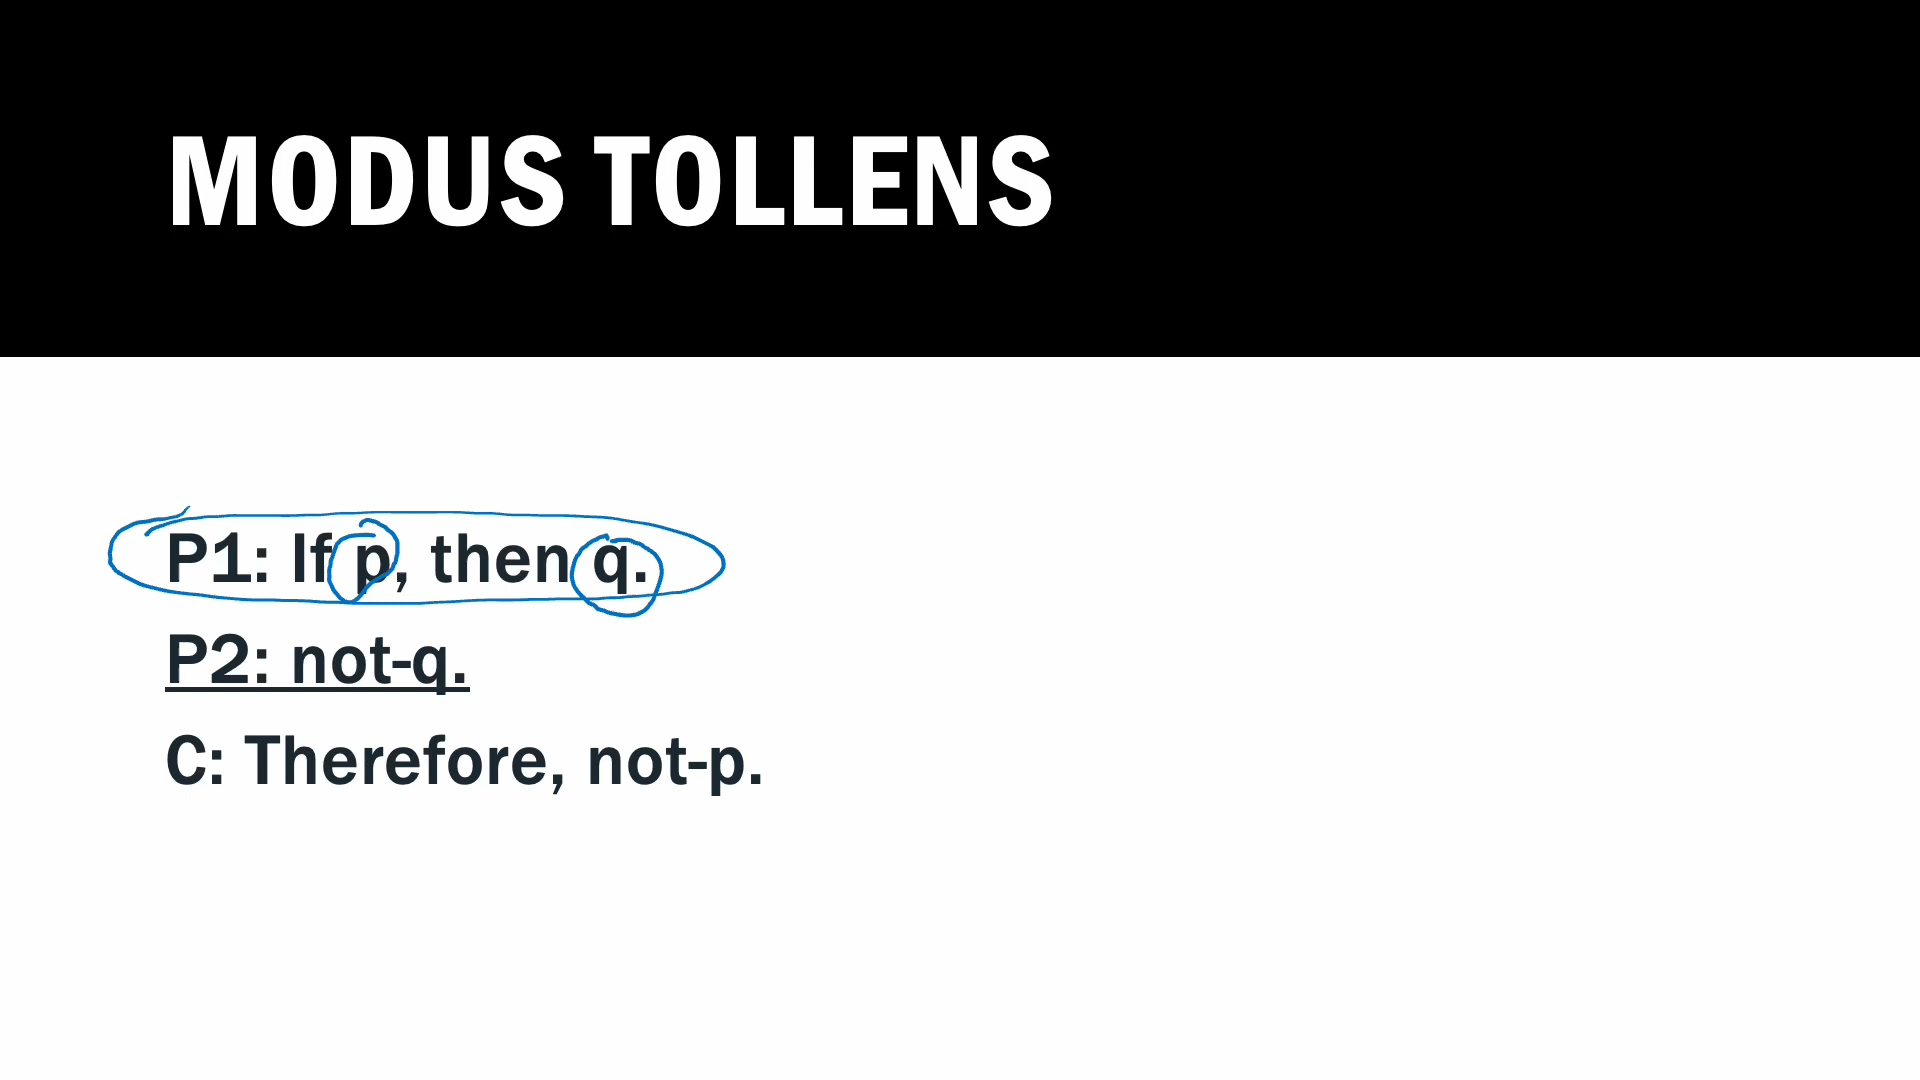 MODUS TOLLENS
P1: If p, then q.
P2: not-q.
C: Therefore, not-p.